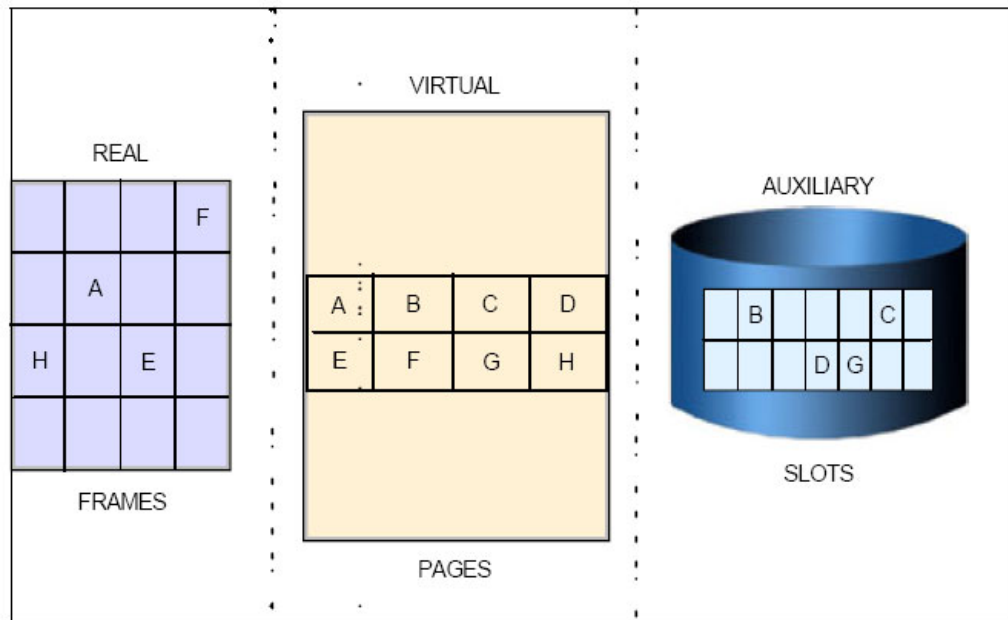 REAL
F
A
H E
FRAMES
VIRTUAL
A B C D
E F G H
PAGES
AUXILIARY
B C
D G
SLOTS